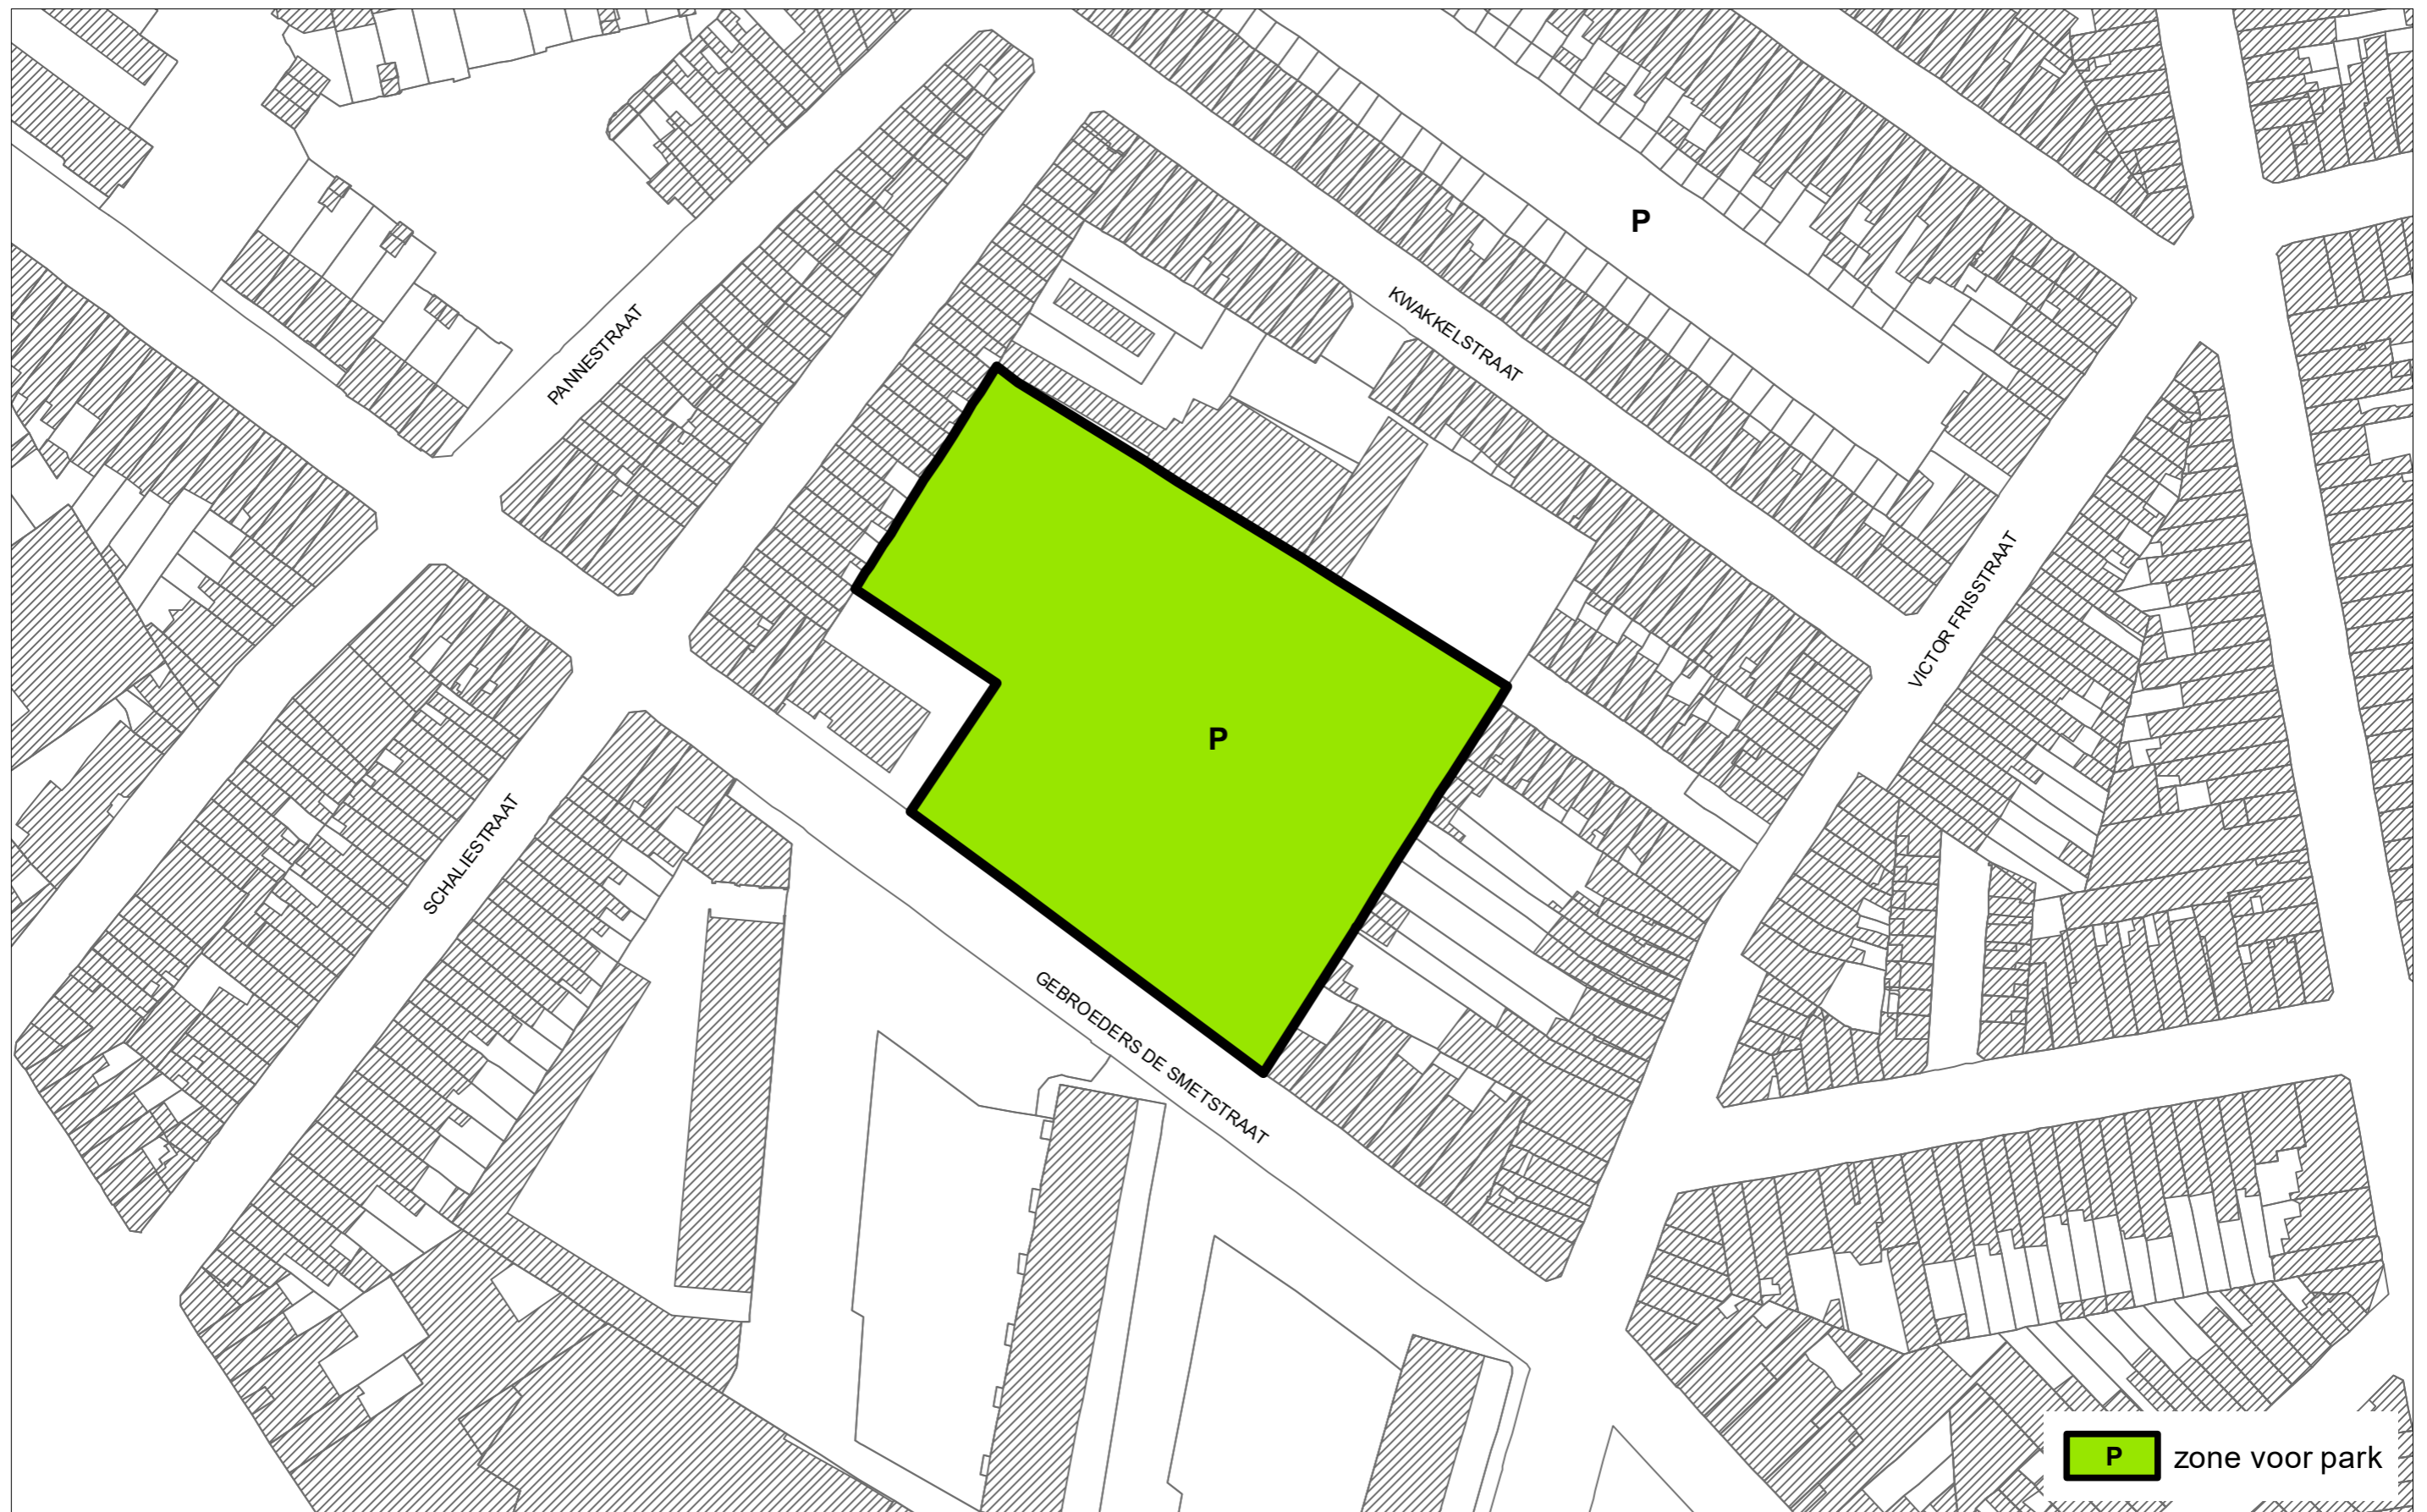 P
KWAKKELSTRAAT
PANNESTRAAT
VICTOR FRISSTRAAT
P
SCHALIESTRAAT
GEBROEDERS DE SMETSTRAAT
P zone voor park